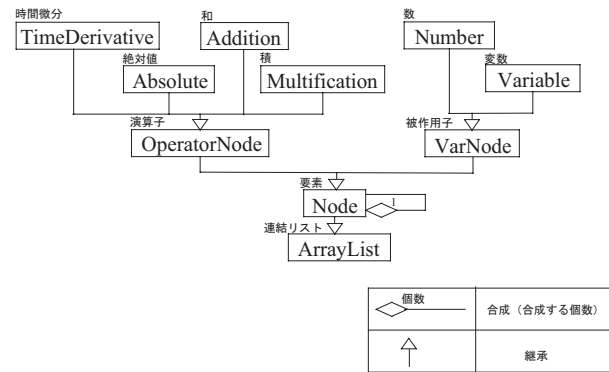 時間微分
TimeDerivative
和
Addition
数
Number
絶対値
Absolute
積
Multification
変数
Variable
演算子
OperatorNode
被作用子
VarNode
要素
Node
1
連結リスト
ArrayList
個数
合成（合成する個数）
継承